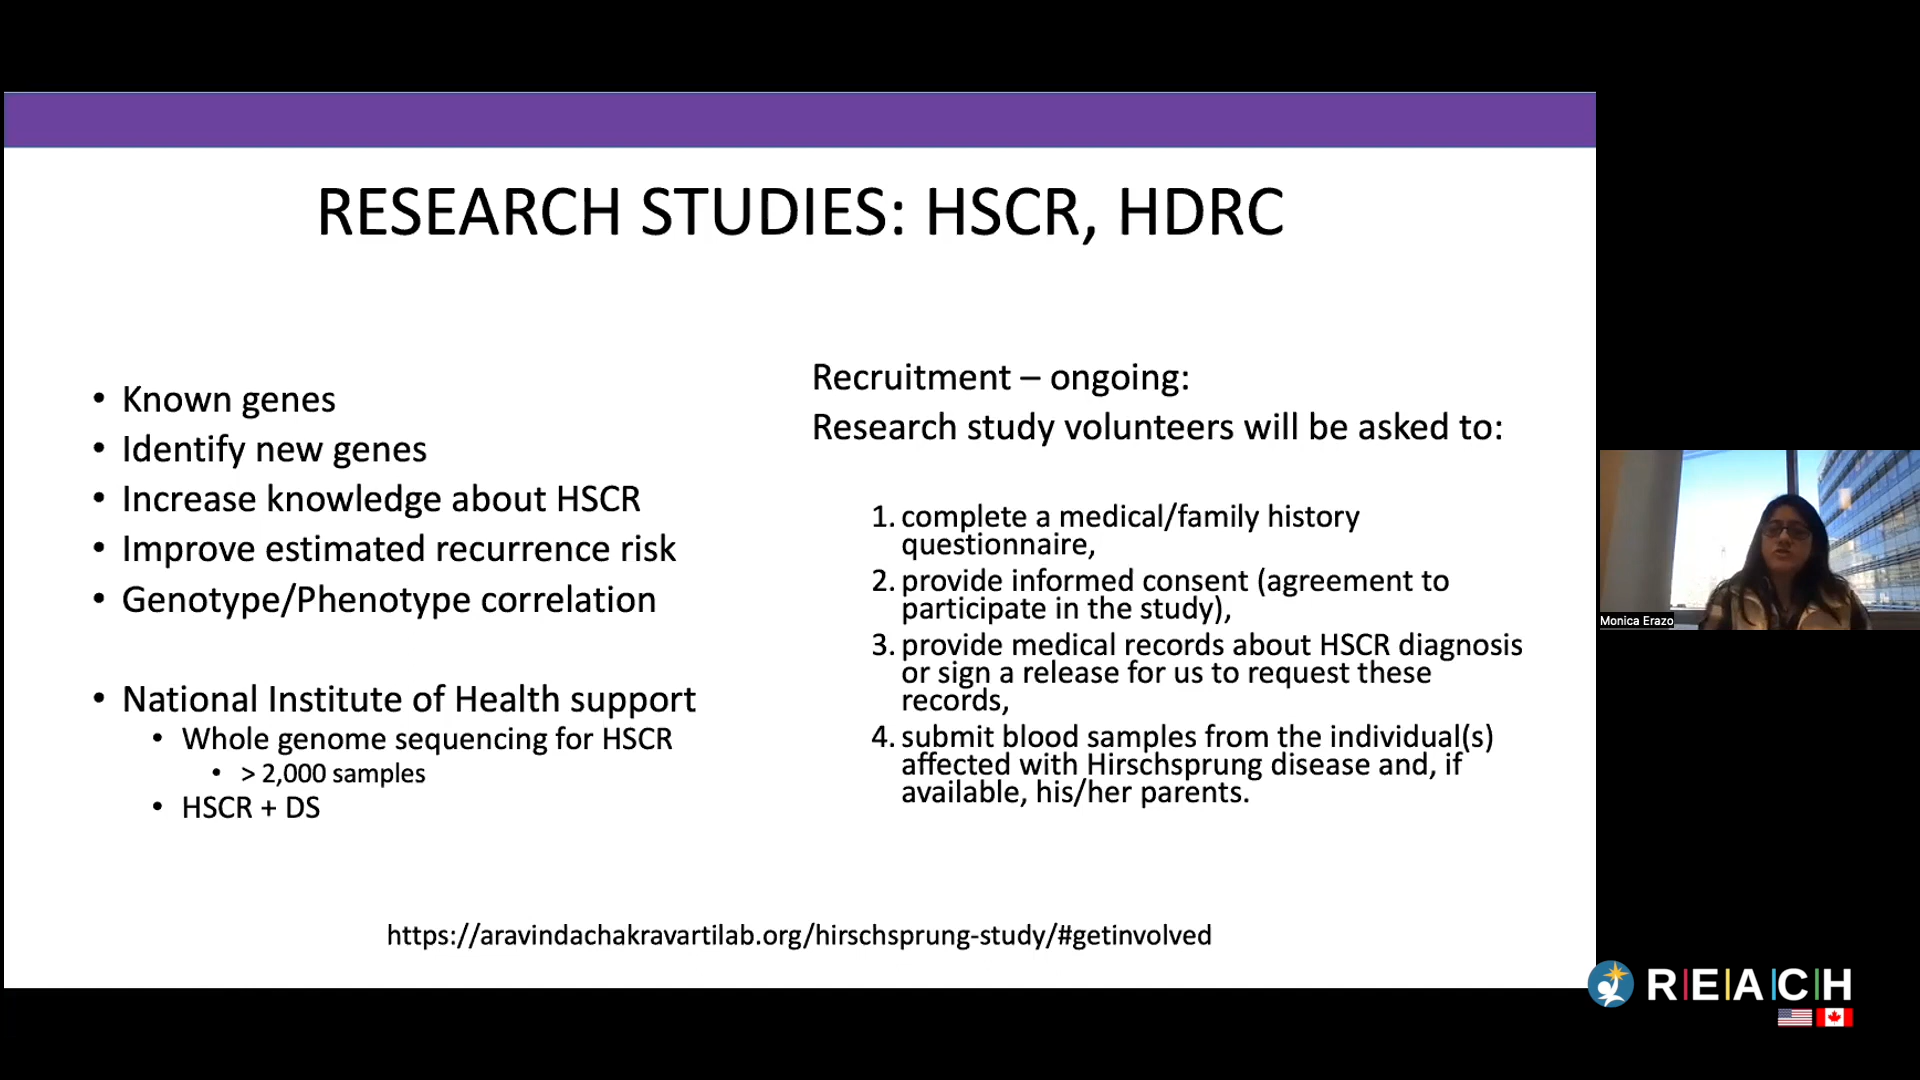 RESEARCH STUDIES: HSCR, HDRC
• Known genes
• Identify new genes
• Increase knowledge about HSCR
• Improve estimated recurrence risk
• Genotype/Phenotype correlation
• National Institute of Health support
• Whole genome sequencing for HSCR
• > 2,000 samples
• HSCR + DS
Recruitment – ongoing:
Research study volunteers will be asked to:
1. complete a medical/family history
questionnaire,
2. provide informed consent (agreement to
participate in the study),
3. provide medical records about HSCR diagnosis
or sign a release for us to request these
records,
4. submit blood samples from the individual(s)
affected with Hirschsprung disease and, if
available, his/her parents.
https://aravindachakravartilab.org/hirschsprung-study/#getinvolved
Monica Erazo
R|E|A|C|H